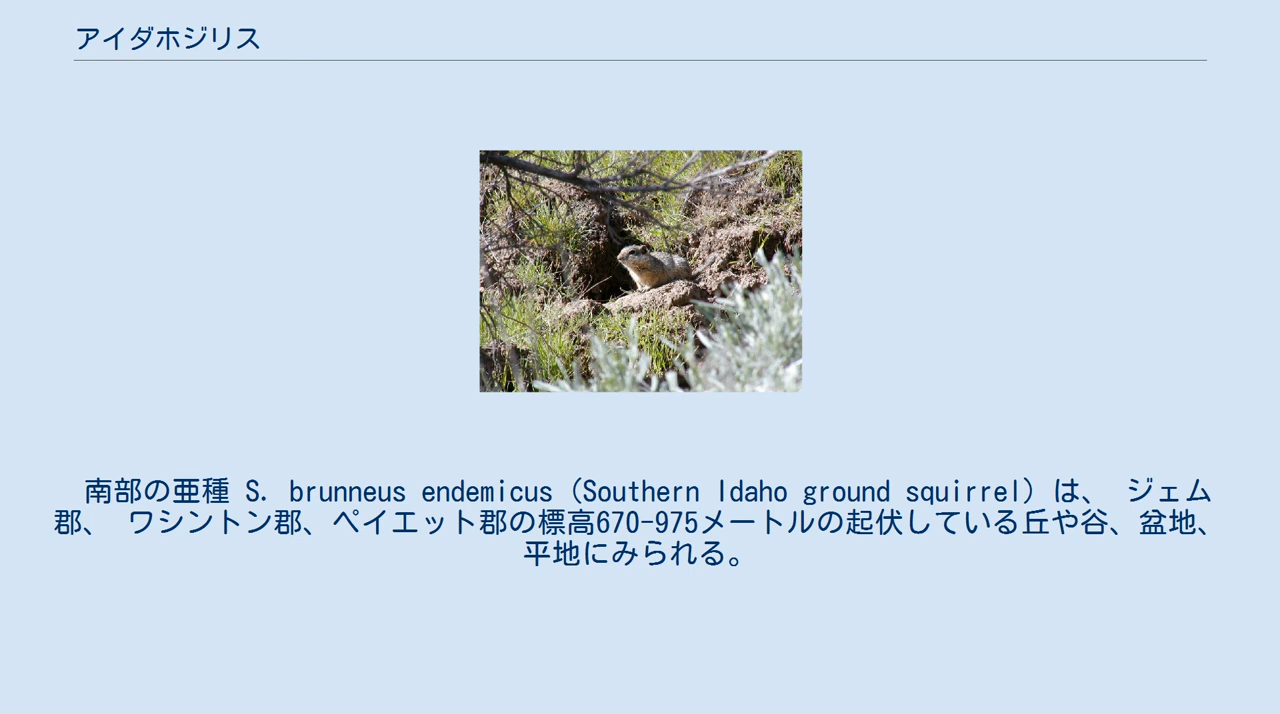 アイダホジリス
南部の亜種 S. brunneus endemicus（Southern Idaho ground squirrel）は、 ジェム
郡、 ワシントン郡、ペイエット郡の標高670-975メートルの起伏している丘や谷、盆地、
平地にみられる。